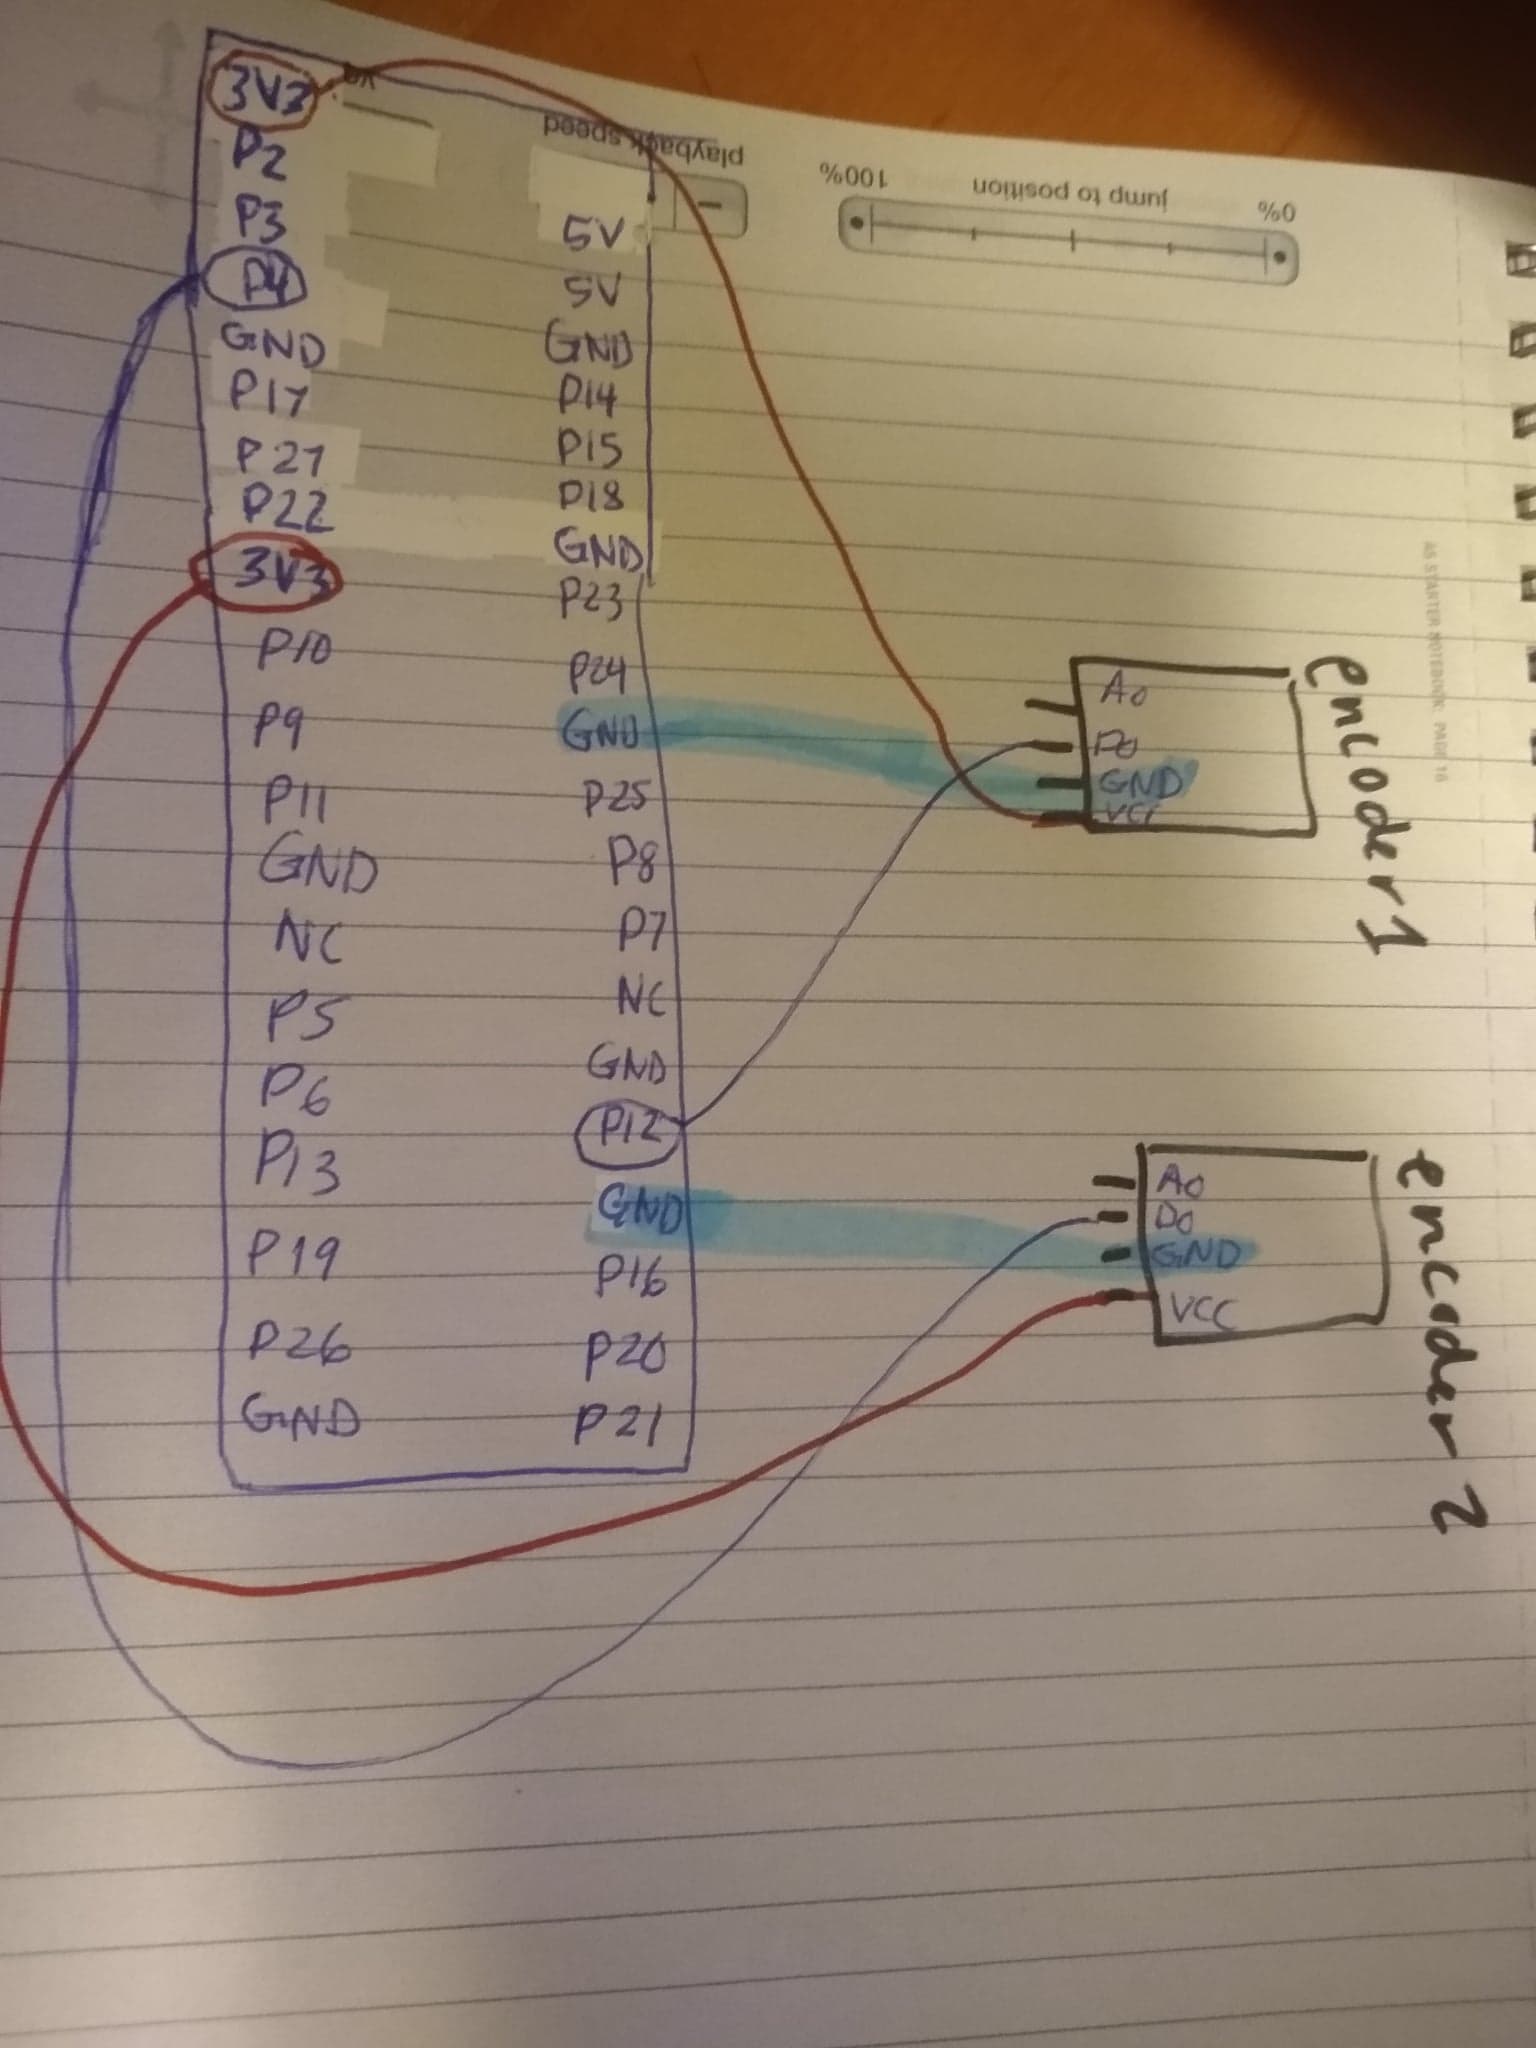 3V3
P2
P3
P4
GND
P17
P27
P22
3V3
P10
P9
P11
GND
NC
P5
P6
P13
P19
P26
GND
5V
5V
GND
P14
P15
P18
GND
P23
P24
GND
P25
P8
P7
NC
GND
P12
GND
P16
P20
P21
playback speed
0% jump to position 100%
A0
D0
GND
VCC
encoder 1
A0
D0
GND
VCC
encoder 2
A5 STARTER NOTEBOOK PAGE 16